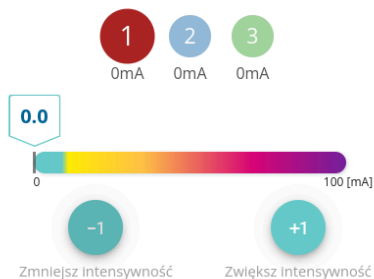 1 2 3
0mA 0mA 0mA
0.0
0 100 [mA]
-1 +1
Zmniejsz intensywność Zwiększ intensywność